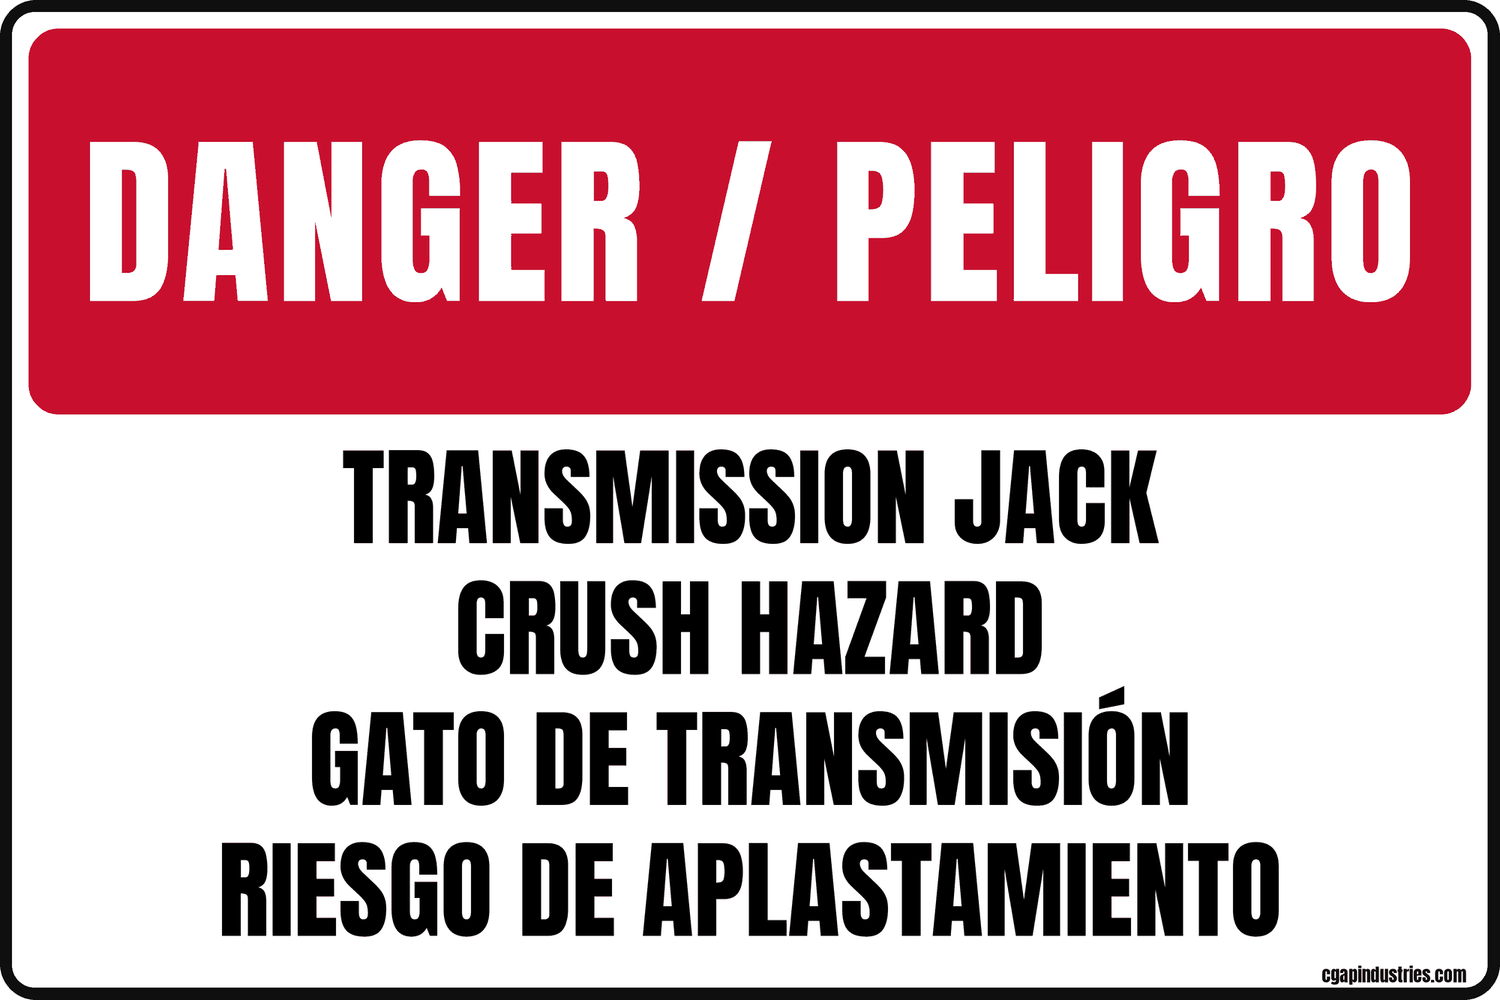 DANGER / PELIGRO
TRANSMISSION JACK
CRUSH HAZARD
GATO DE TRANSMISIÓN
RIESGO DE APLASTAMIENTO
cgapindustries.com